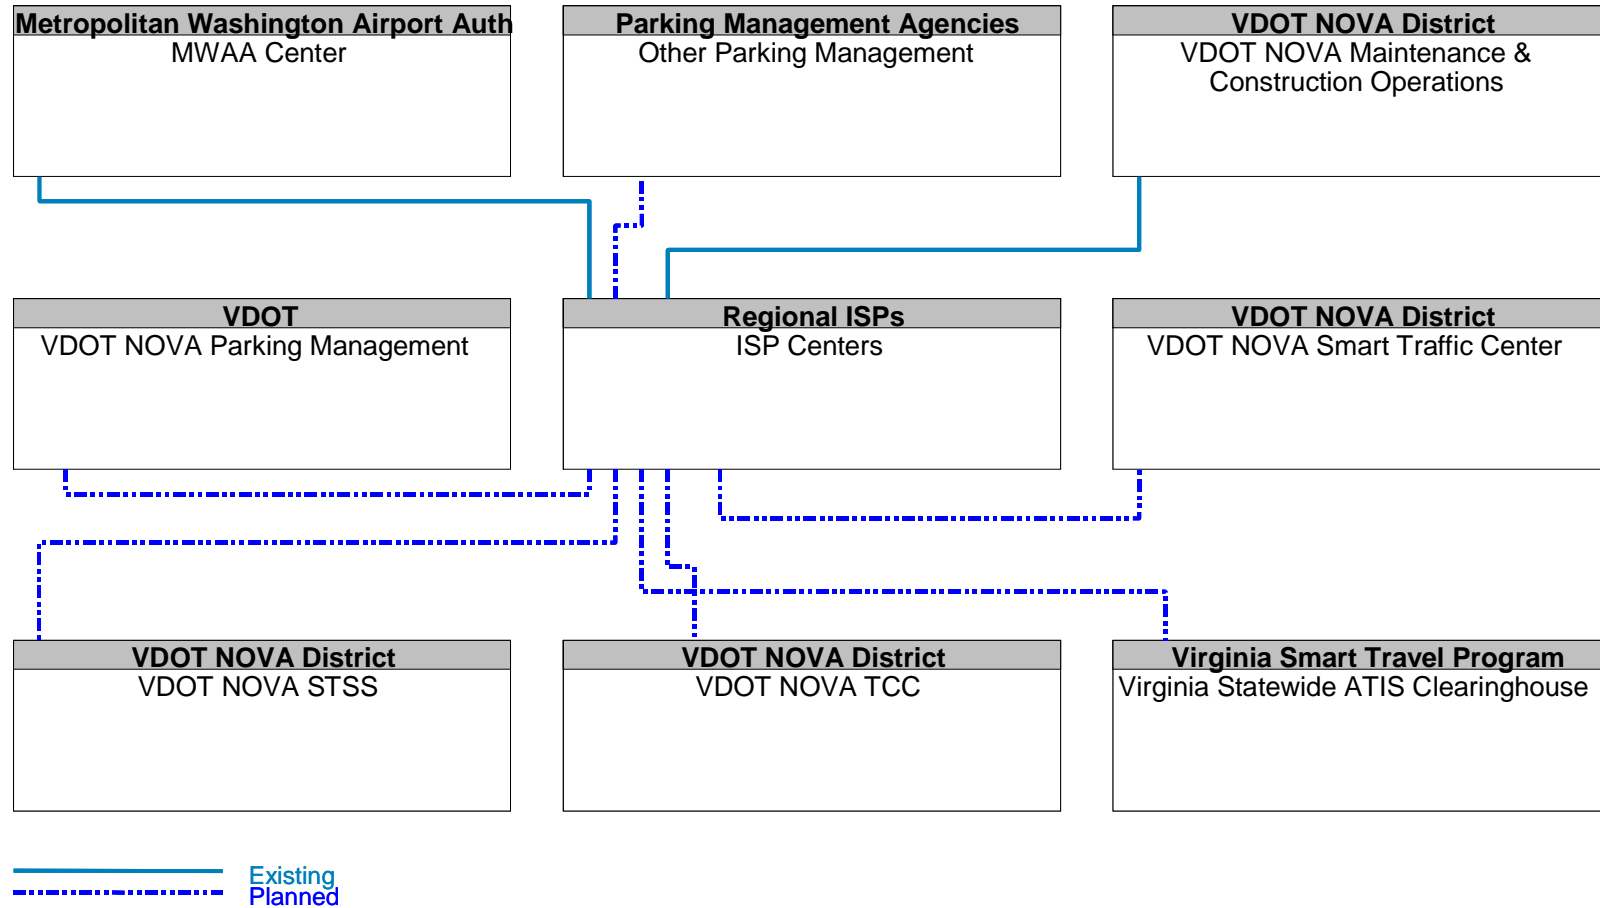 Metropolitan Washington Airport Auth
MWAA Center
Parking Management Agencies
Other Parking Management
VDOT NOVA District
VDOT NOVA Maintenance &
Construction Operations
VDOT
VDOT NOVA Parking Management
Regional ISPs
ISP Centers
VDOT NOVA District
VDOT NOVA Smart Traffic Center
VDOT NOVA District
VDOT NOVA STSS
VDOT NOVA District
VDOT NOVA TCC
Virginia Smart Travel Program
Virginia Statewide ATIS Clearinghouse
Existing
Planned